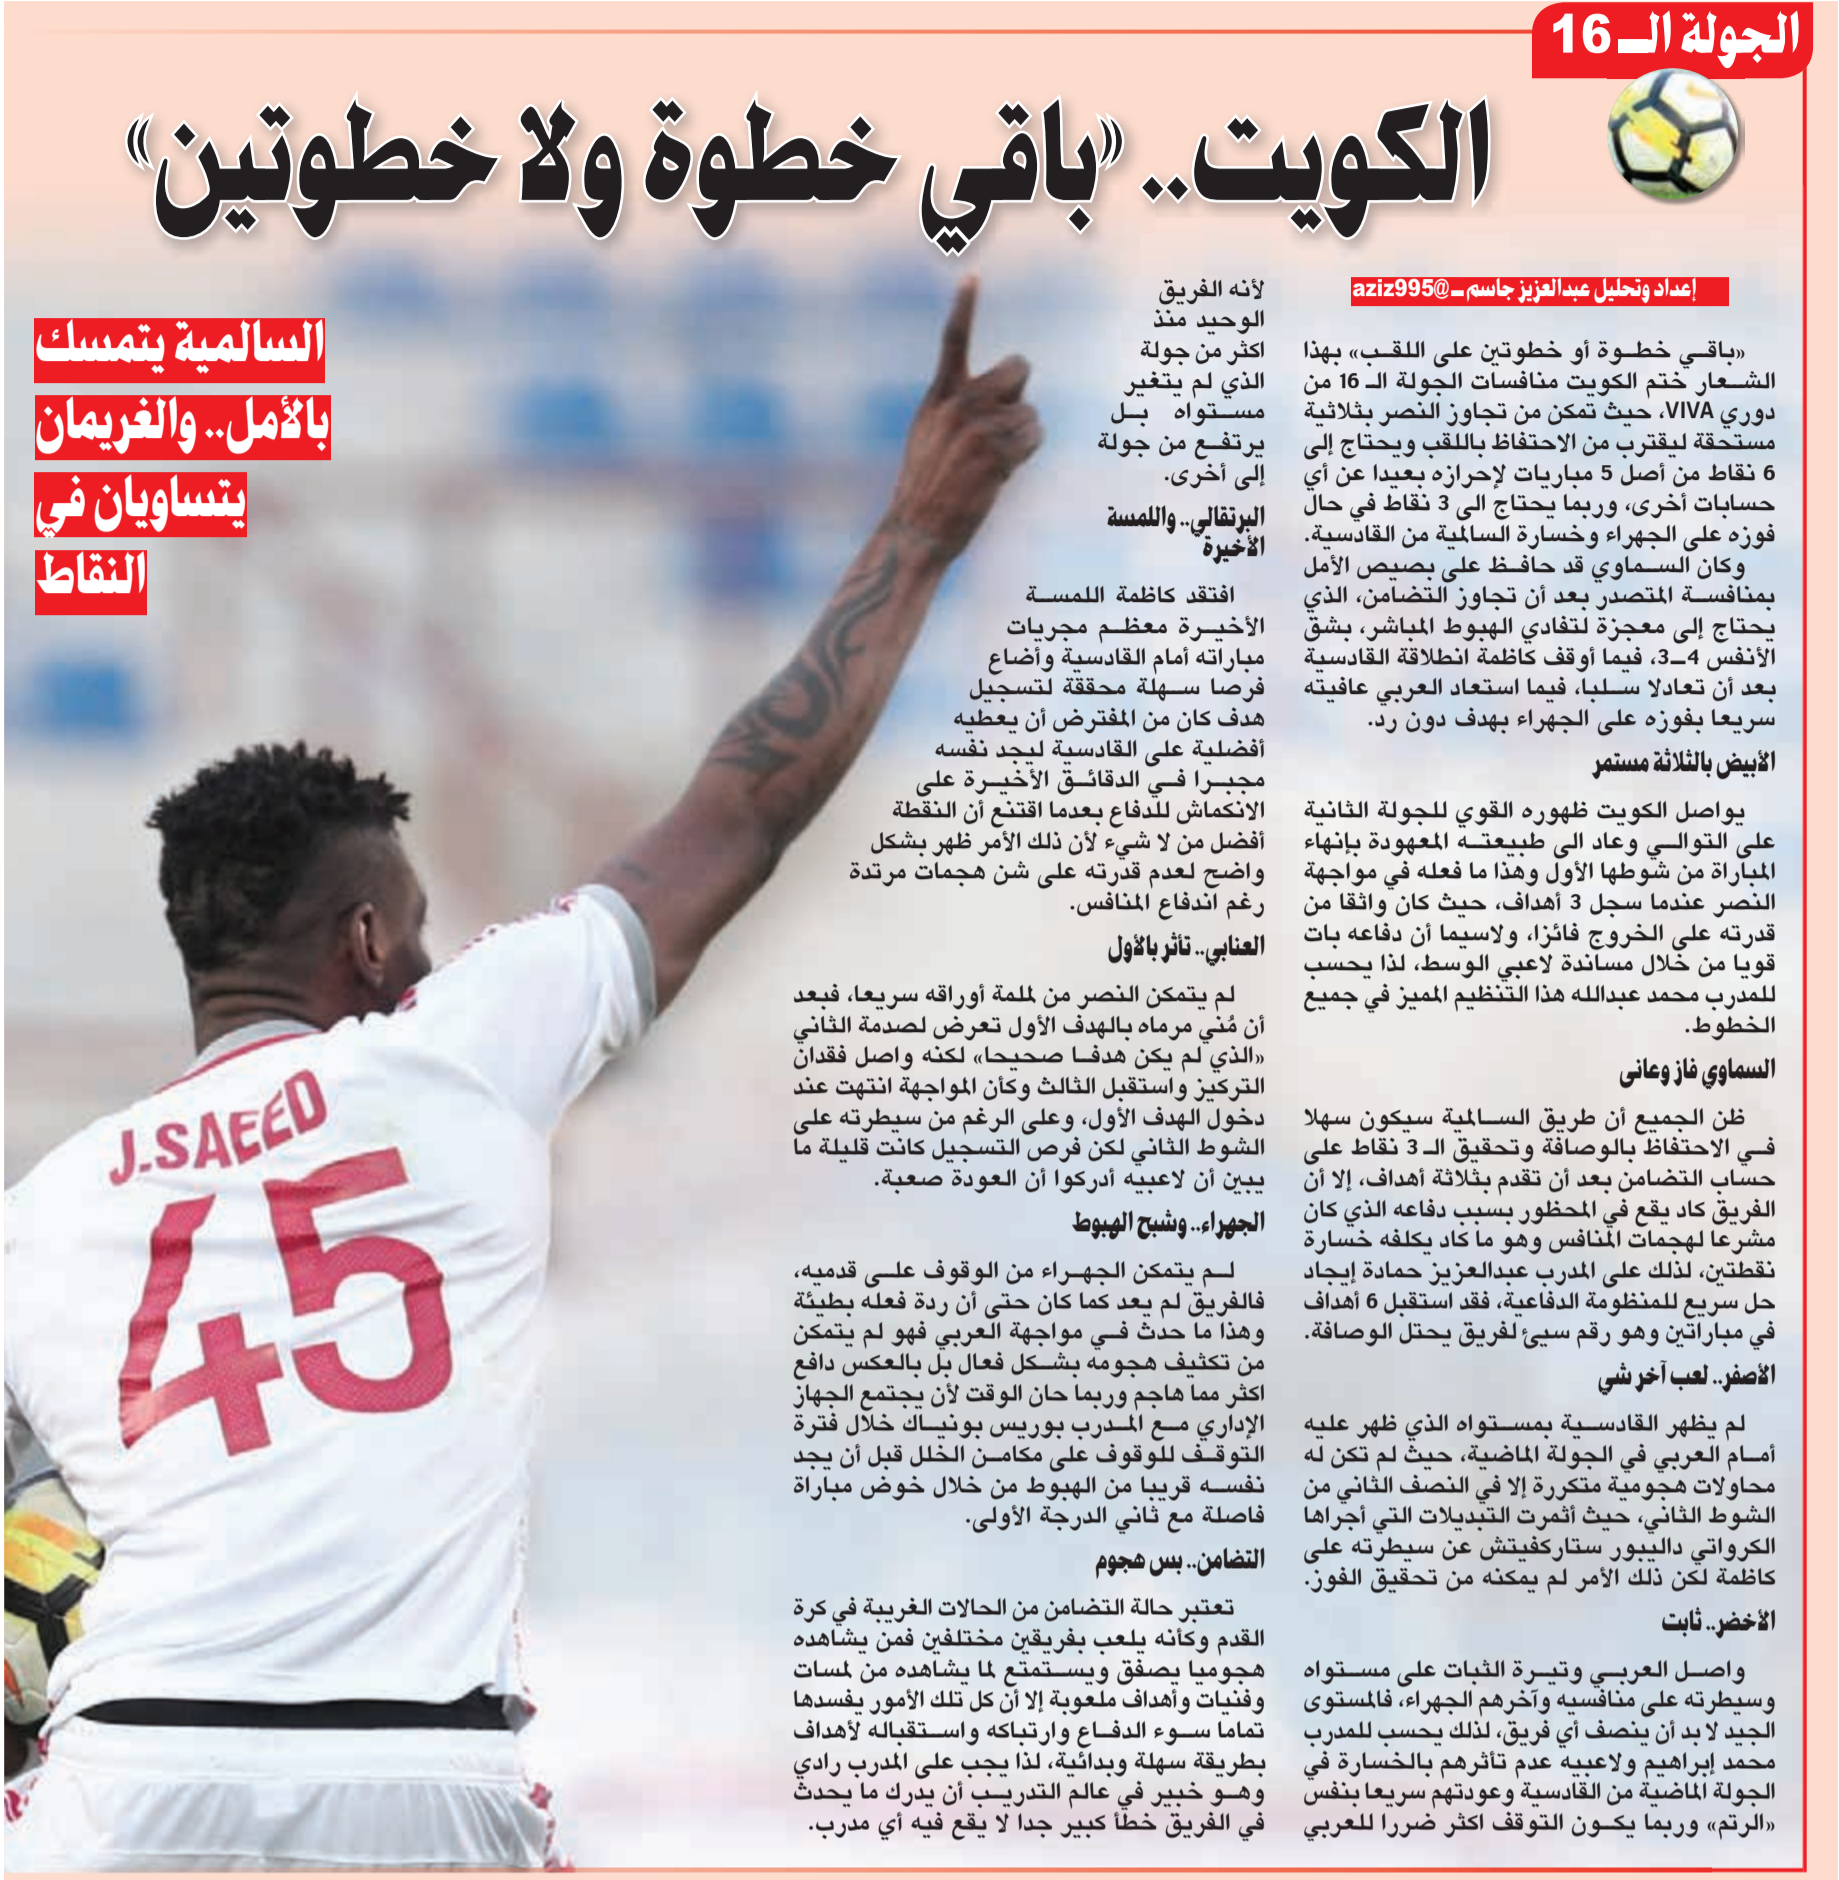 الجولة الـ 16
الكويت.. «باقي خطوة ولا خطوتين»
السالمية يتمسك
بالأمل.. والغريمان
يتساويان في
النقاط
إعداد وتحليل عبدالعزيز جاسم ـ @aziz995
«باقي خطوة أو خطوتين على اللقب» بهذا
الشعار ختم الكويت منافسات الجولة الـ 16 من
دوري VIVA، حيث تمكن من تجاوز النصر بثلاثية
مستحقة ليقترب من الاحتفاظ باللقب ويحتاج إلى
6 نقاط من أصل 5 مباريات لإحرازه بعيدا عن أي
حسابات أخرى، وربما يحتاج الى 3 نقاط في حال
فوزه على الجهراء وخسارة السالمية من القادسية.
وكان السماوي قد حافظ على بصيص الأمل
بمنافسة المتصدر بعد أن تجاوز التضامن، الذي
يحتاج إلى معجزة لتفادي الهبوط المباشر، بشق
الأنفس 4ـ3، فيما أوقف كاظمة انطلاقة القادسية
بعد أن تعادلا سلبا، فيما استعاد العربي عافيته
سريعا بفوزه على الجهراء بهدف دون رد.
الأبيض بالثلاثة مستمر
يواصل الكويت ظهوره القوي للجولة الثانية
على التوالي وعاد الى طبيعته المعهودة بإنهاء
المباراة من شوطها الأول وهذا ما فعله في مواجهة
النصر عندما سجل 3 أهداف، حيث كان واثقا من
قدرته على الخروج فائزا، ولاسيما أن دفاعه بات
قويا من خلال مساندة لاعبي الوسط، لذا يحسب
للمدرب محمد عبدالله هذا التنظيم المميز في جميع
الخطوط.
السماوي فاز وعانى
ظن الجميع أن طريق السالمية سيكون سهلا
في الاحتفاظ بالوصافة وتحقيق الـ 3 نقاط على
حساب التضامن بعد أن تقدم بثلاثة أهداف، إلا أن
الفريق كاد يقع في المحظور بسبب دفاعه الذي كان
مشرعا لهجمات المنافس وهو ما كاد يكلفه خسارة
نقطتين، لذلك على المدرب عبدالعزيز حمادة إيجاد
حل سريع للمنظومة الدفاعية، فقد استقبل 6 أهداف
في مباراتين وهو رقم سيئ لفريق يحتل الوصافة.
الأصفر.. لعب آخر شي
لم يظهر القادسية بمستواه الذي ظهر عليه
أمام العربي في الجولة الماضية، حيث لم تكن له
محاولات هجومية متكررة إلا في النصف الثاني من
الشوط الثاني، حيث أثمرت التبديلات التي أجراها
الكرواتي داليبور ستاركفيتش عن سيطرته على
كاظمة لكن ذلك الأمر لم يمكنه من تحقيق الفوز.
الأخضر.. ثابت
واصل العربي وتيرة الثبات على مستواه
وسيطرته على منافسيه وآخرهم الجهراء، فالمستوى
الجيد لا بد أن ينصف أي فريق، لذلك يحسب للمدرب
محمد إبراهيم ولاعبيه عدم تأثرهم بالخسارة في
الجولة الماضية من القادسية وعودتهم سريعا بنفس
«الرتم» وربما يكون التوقف اكثر ضررا للعربي
لأنه الفريق
الوحيد منذ
اكثر من جولة
الذي لم يتغير
مستواه بل
يرتفع من جولة
إلى أخرى.
البرتقالي.. واللمسة
الأخيرة
افتقد كاظمة اللمسة
الأخيرة معظم مجريات
مباراته أمام القادسية وأضاع
فرصا سهلة محققة لتسجيل
هدف كان من المفترض أن يعطيه
أفضلية على القادسية ليجد نفسه
مجبرا في الدقائق الأخيرة على
الانكماش للدفاع بعدما اقتنع أن النقطة
أفضل من لا شيء لأن ذلك الأمر ظهر بشكل
واضح لعدم قدرته على شن هجمات مرتدة
رغم اندفاع المنافس.
العنابي.. تأثر بالأول
لم يتمكن النصر من لملمة أوراقه سريعا، فبعد
أن مُني مرماه بالهدف الأول تعرض لصدمة الثاني
«الذي لم يكن هدفا صحيحا» لكنه واصل فقدان
التركيز واستقبل الثالث وكأن المواجهة انتهت عند
دخول الهدف الأول، وعلى الرغم من سيطرته على
الشوط الثاني لكن فرص التسجيل كانت قليلة ما
يبين أن لاعبيه أدركوا أن العودة صعبة.
الجهراء.. وشبح الهبوط
لم يتمكن الجهراء من الوقوف على قدميه،
فالفريق لم يعد كما كان حتى أن ردة فعله بطيئة
وهذا ما حدث في مواجهة العربي فهو لم يتمكن
من تكثيف هجومه بشكل فعال بل بالعكس دافع
اكثر مما هاجم وربما حان الوقت لأن يجتمع الجهاز
الإداري مع المدرب بوريس بونياك خلال فترة
التوقف للوقوف على مكامن الخلل قبل أن يجد
نفسه قريبا من الهبوط من خلال خوض مباراة
فاصلة مع ثاني الدرجة الأولى.
التضامن.. بس هجوم
تعتبر حالة التضامن من الحالات الغريبة في كرة
القدم وكأنه يلعب بفريقين مختلفين فمن يشاهده
هجوميا يصفق ويستمتع لما يشاهده من لمسات
وفنيات وأهداف ملعوبة إلا أن كل تلك الأمور يفسدها
تماما سوء الدفاع وارتباكه واستقباله لأهداف
بطريقة سهلة وبدائية، لذا يجب على المدرب رادي
وهو خبير في عالم التدريب أن يدرك ما يحدث
في الفريق خطأ كبير جدا لا يقع فيه أي مدرب.
J.SAEED
45